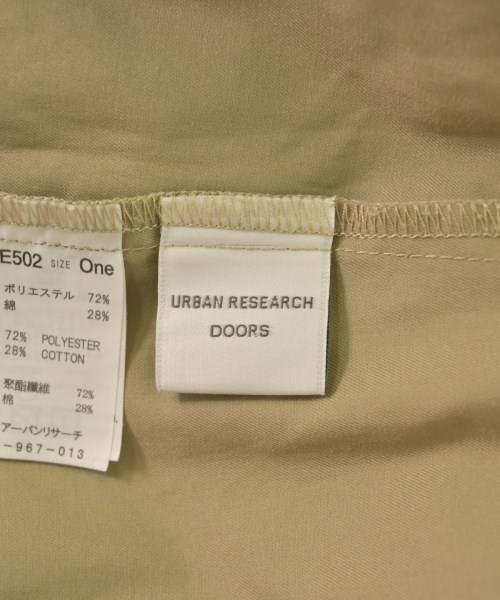 E502 SIZE One
ポリエステル 72%
綿 28%
72% POLYESTER
28% COTTON
聚酯纖維 72%
棉 28%
アーバンリサーチ
-967-013
URBAN RESEARCH
DOORS